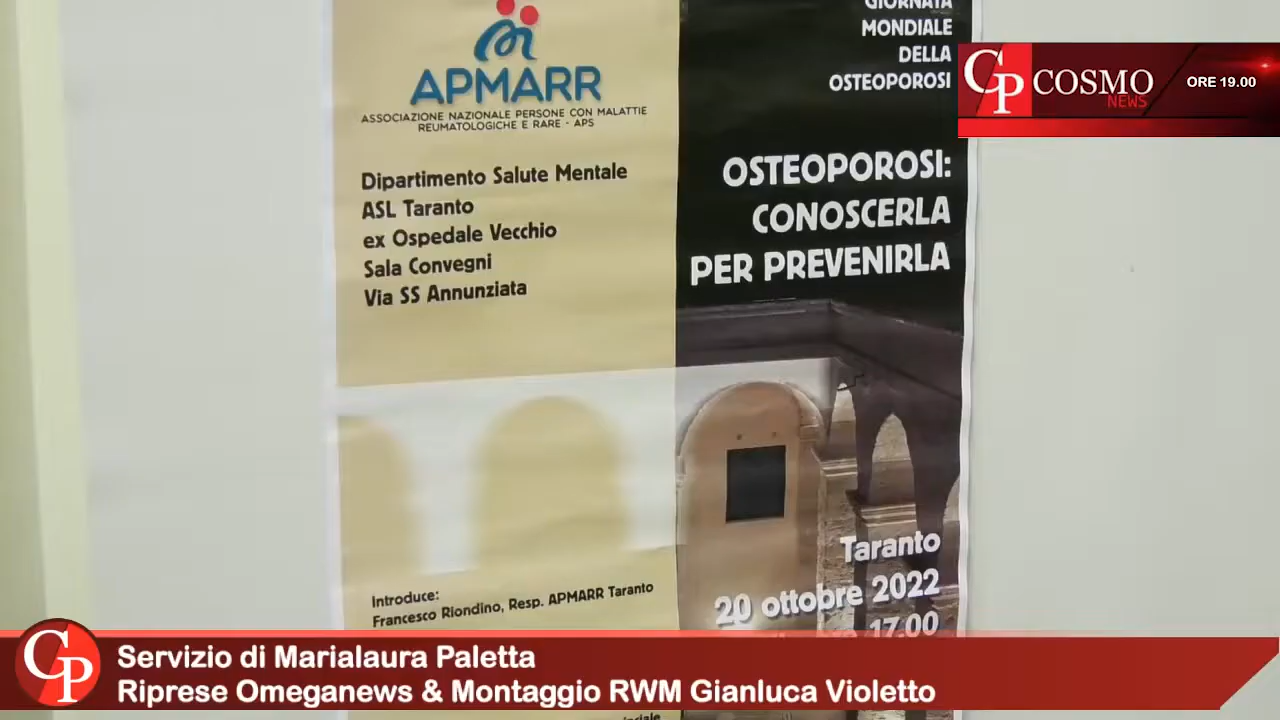 APMARR
ASSOCIAZIONE NAZIONALE PERSONE CON MALATTIE
REUMATOLOGICHE E RARE - APS
Dipartimento Salute Mentale
ASL Taranto
ex Ospedale Vecchio
Sala Convegni
Via SS Annunziata
Introduce:
Francesco Riondino, Resp. APMARR Taranto
GIORNATA
MONDIALE
DELLA
OSTEOPOROSI
OSTEOPOROSI:
CONOSCERLA
PER PREVENIRLA
Taranto
20 ottobre 2022
17.00
CP COSMO
NEWS
ORE 19.00
CP
Servizio di Marialaura Paletta
Riprese Omeganews & Montaggio RWM Gianluca Violetto